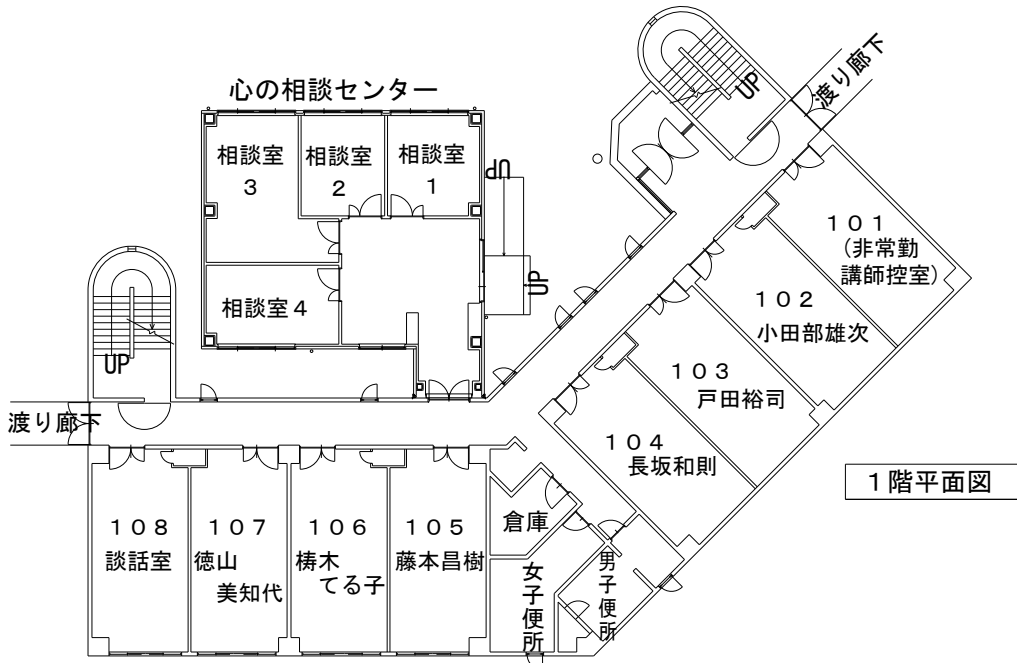 心の相談センター
渡り廊下
UP
相談室
3
相談室
2
相談室
1
UP
UP
相談室4
UP
渡り廊下
101
(非常勤
講師控室)
102
小田部雄次
103
戸田裕司
104
長坂和則
1階平面図
108
談話室
107
徳山
美知代
106
梼木
てる子
105
藤本昌樹
倉庫
女子便所
男子便所